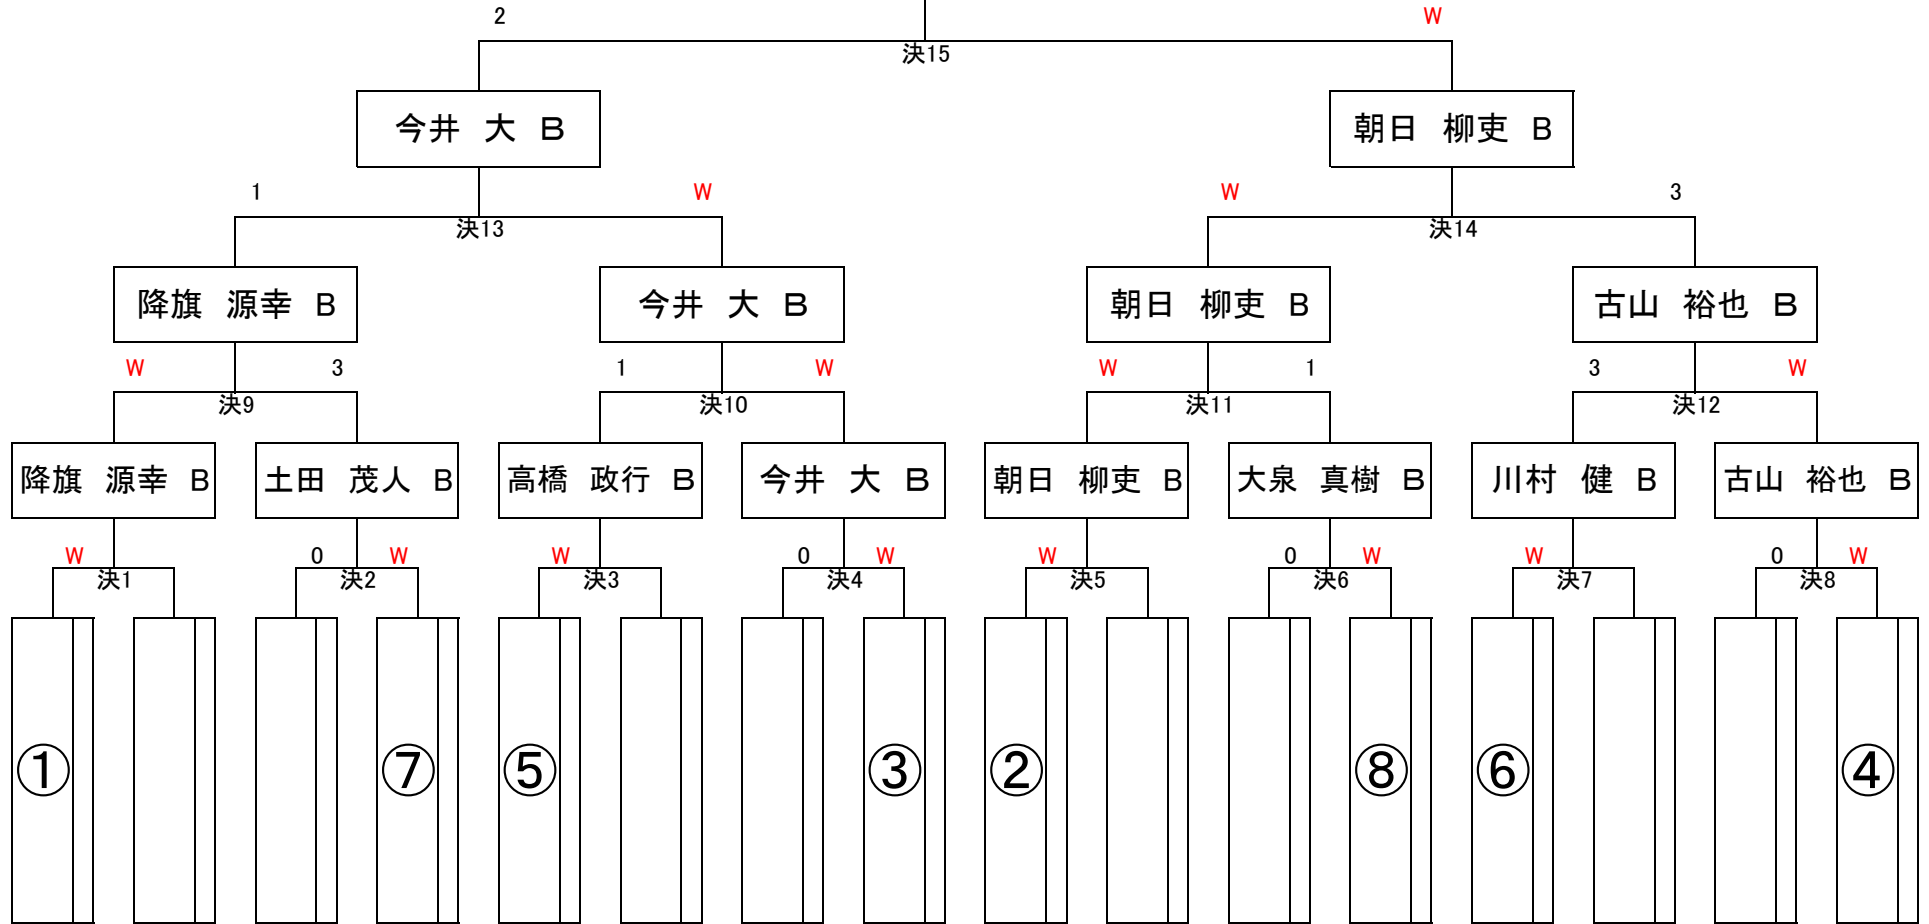 2 W
決15
今井 大 B 朝日 柳吏 B
1 W W 3
決13 決14
降旗 源幸 B 今井 大 B 朝日 柳吏 B 古山 裕也 B
W 3 1 W W 1 3 W
決9 決10 決11 決12
降旗 源幸 B 土田 茂人 B 高橋 政行 B 今井 大 B 朝日 柳吏 B 大泉 真樹 B 川村 健 B 古山 裕也 B
W 0 W W 0 W W 0 W W 0 W
決1 決2 決3 決4 決5 決6 決7 決8
① ⑦ ⑤ ③ ② ⑧ ⑥ ④